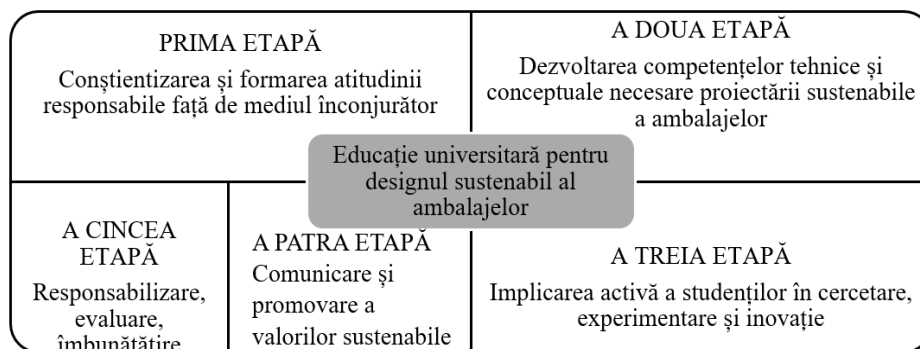 PRIMA ETAPĂ
Conștientizarea și formarea atitudinii
responsabile față de mediul înconjurător
A DOUA ETAPĂ
Dezvoltarea competențelor tehnice și
conceptuale necesare proiectării sustenabile
a ambalajelor
Educație universitară pentru
designul sustenabil al
ambalajelor
A TREIA ETAPĂ
Implicarea activă a studenților în cercetare,
experimentare și inovație
A PATRA ETAPĂ
Comunicare și
promovare a
valorilor sustenabile
A CINCEA
ETAPĂ
Responsabilizare,
evaluare,
îmbunătățire